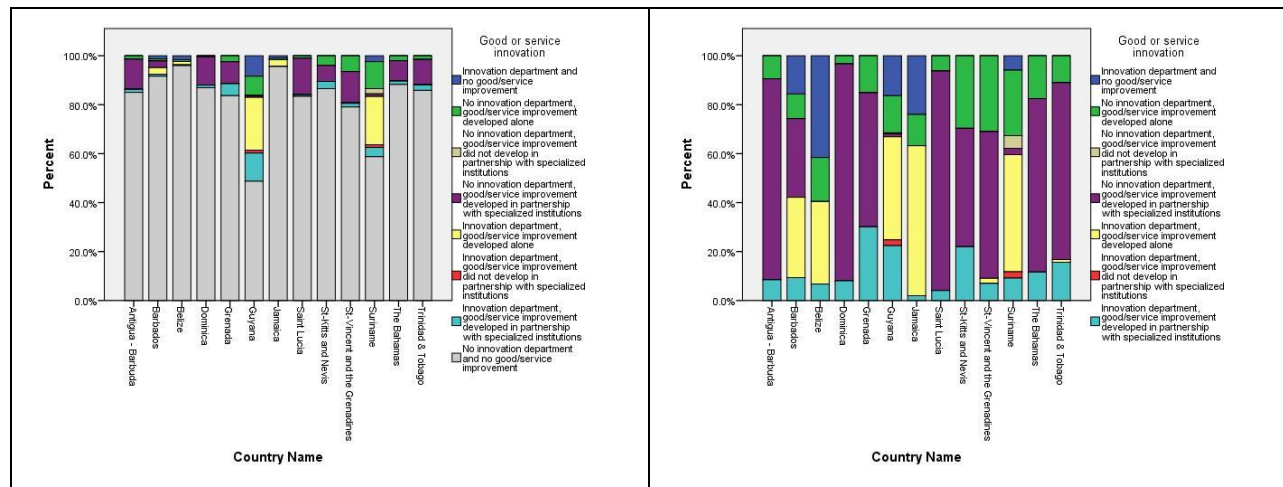 Good or service
innovation
100.0%
80.0%
60.0%
40.0%
20.0%
0.0%
Percent
Innovation department and
no good/service
improvement
No innovation department,
good/service improvement
developed alone
No innovation department,
good/service improvement
did not develop in
partnership with specialized
institutions
No innovation department,
good/service improvement
developed in partnership
with specialized institutions
Innovation department,
good/service improvement
developed alone
Innovation department,
good/service improvement
did not develop in
partnership with specialized
institutions
Innovation department,
good/service improvement
developed in partnership
with specialized institutions
No innovation department
and no good/service
improvement
Antigua - Barbuda
Barbados
Belize
Dominica
Grenada
Guyana
Jamaica
Saint Lucia
St-Kitts and Nevis
St-Vincent and the Grenadines
Suriname
The Bahamas
Trinidad & Tobago
Country Name
Good or service
innovation
100.0%
80.0%
60.0%
40.0%
20.0%
0.0%
Percent
Innovation department and
no good/service
improvement
No innovation department,
good/service improvement
developed alone
No innovation department,
good/service improvement
did not develop in
partnership with specialized
institutions
No innovation department,
good/service improvement
developed in partnership
with specialized institutions
Innovation department,
good/service improvement
developed alone
Innovation department,
good/service improvement
did not develop in
partnership with specialized
institutions
Innovation department,
good/service improvement
developed in partnership
with specialized institutions
Antigua - Barbuda
Barbados
Belize
Dominica
Grenada
Guyana
Jamaica
Saint Lucia
St-Kitts and Nevis
St-Vincent and the Grenadines
Suriname
The Bahamas
Trinidad & Tobago
Country Name